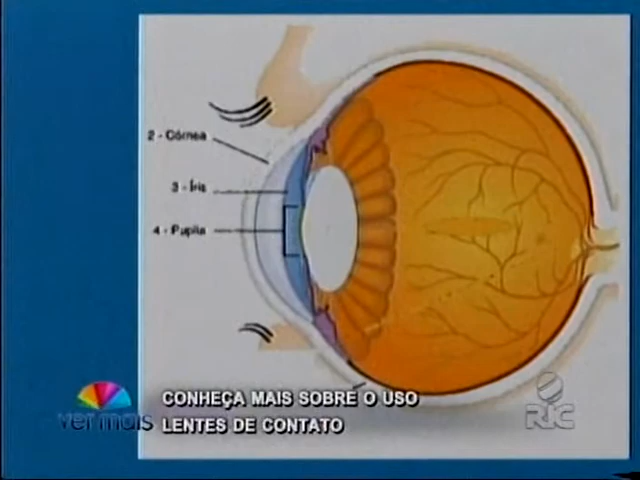 2 - Córnea
3 - Íris
4 - Pupila
CONHEÇA MAIS SOBRE O USO
LENTES DE CONTATO
ver mais
RIC